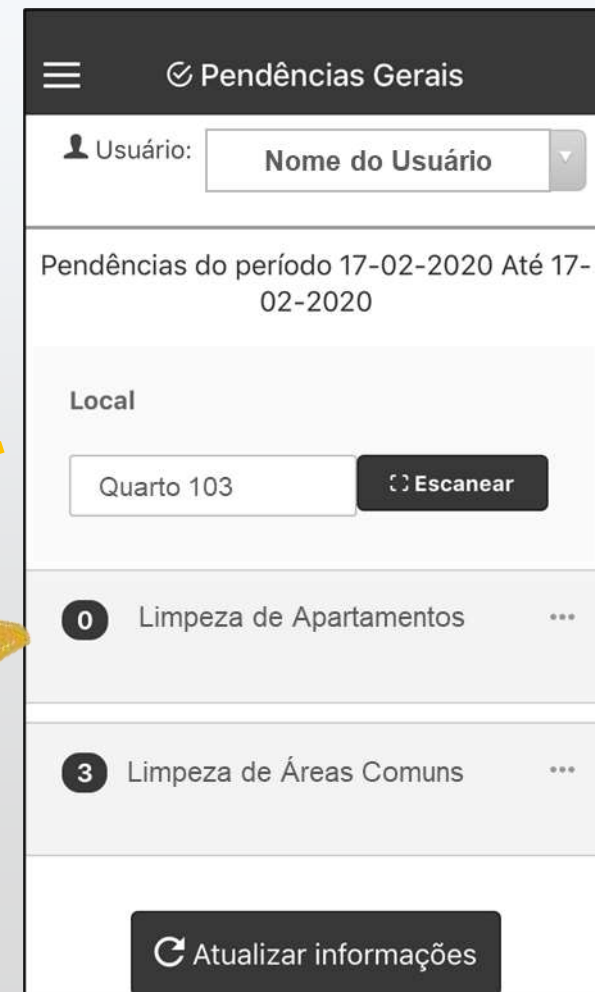 Pendências Gerais
Usuário:
Nome do Usuário
Pendências do período 17-02-2020 Até 17-
02-2020
Local
Quarto 103
Escanear
0 Limpeza de Apartamentos ...
3 Limpeza de Áreas Comuns ...
Atualizar informações